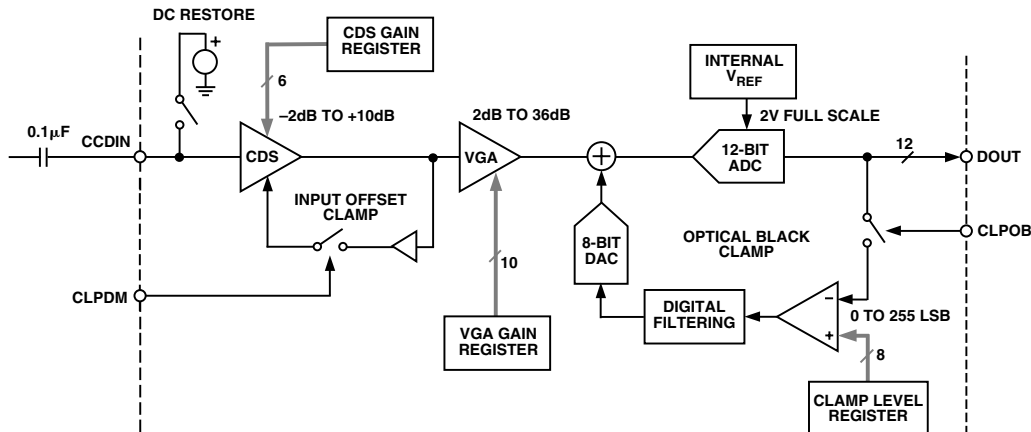 DC RESTORE
+
CDS GAIN
REGISTER
6
–2dB TO +10dB
INTERNAL
VREF
2dB TO 36dB
2V FULL SCALE
0.1µF
CCDIN
CDS
VGA
+
12-BIT
ADC
12
DOUT
INPUT OFFSET
CLAMP
8-BIT
DAC
OPTICAL BLACK
CLAMP
CLPOB
10
CLPDM
VGA GAIN
REGISTER
DIGITAL
FILTERING
–
+
0 TO 255 LSB
8
CLAMP LEVEL
REGISTER